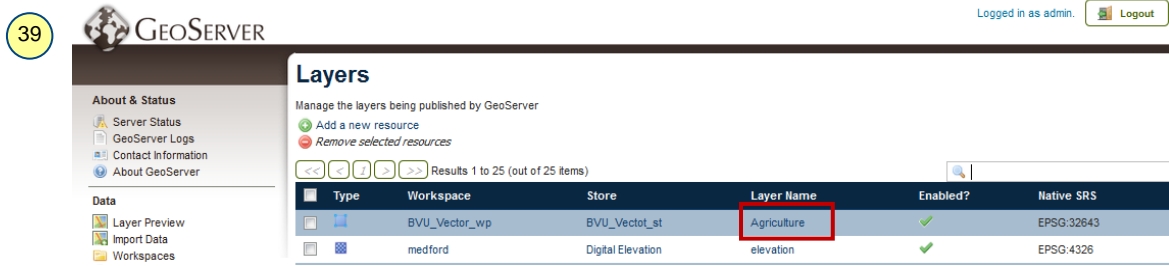 39
GEOSERVER
Logged in as admin. Logout
About & Status
Server Status
GeoServer Logs
Contact Information
About GeoServer
Data
Layer Preview
Import Data
Workspaces
Layers
Manage the layers being published by GeoServer
Add a new resource
Remove selected resources
<< < 1 > >> Results 1 to 25 (out of 25 items)
Type Workspace Store Layer Name Enabled? Native SRS
BVU_Vector_wp BVU_Vectot_st Agriculture EPSG:32643
medford Digital Elevation elevation EPSG:4326